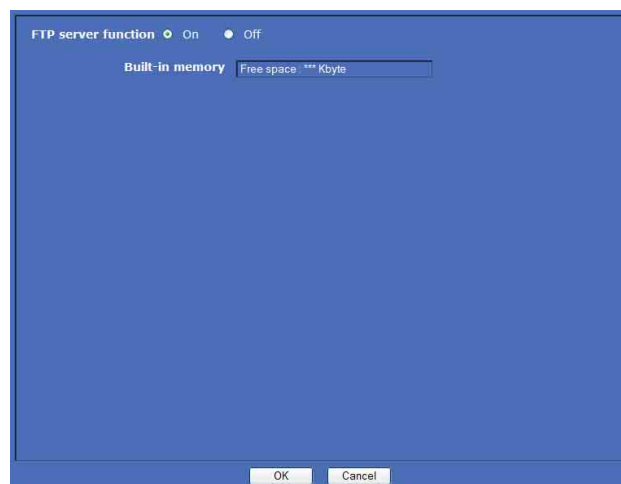 FTP server function On Off
Built-in memory Free space : *** Kbyte
OK Cancel